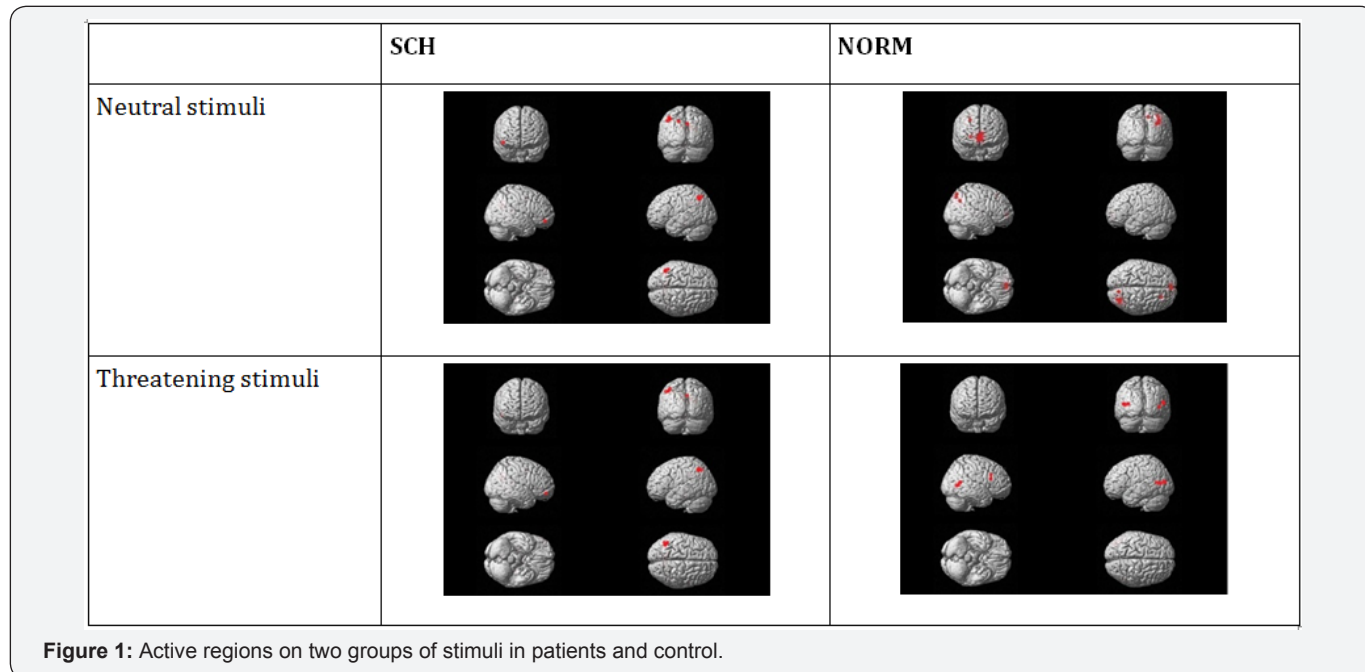 SCH NORM
Neutral stimuli
Threatening stimuli
Figure 1: Active regions on two groups of stimuli in patients and control.